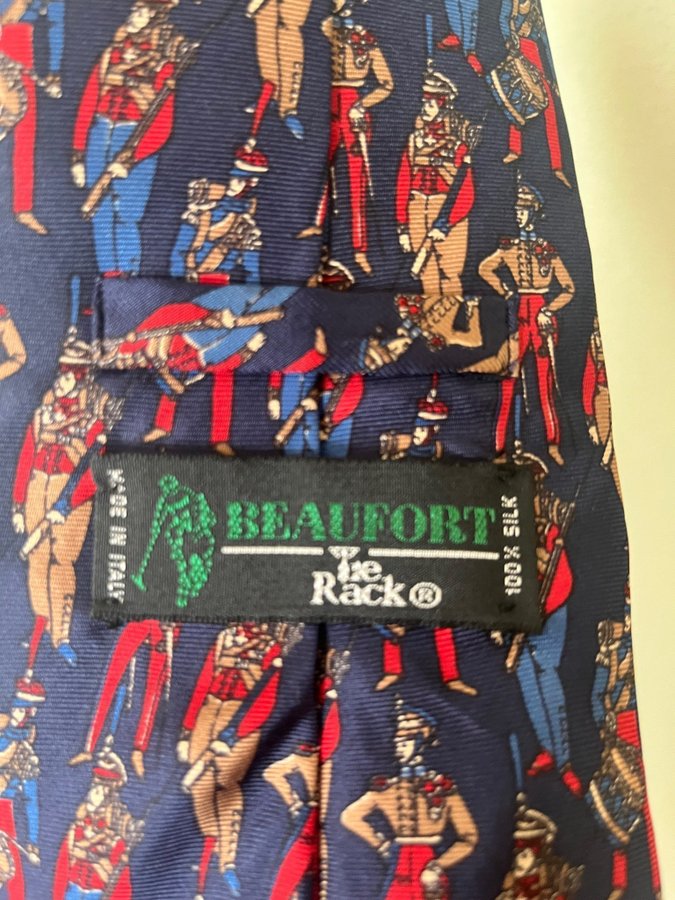 MADE IN ITALY
BEAUFORT
Tie
Rack®
100% SILK